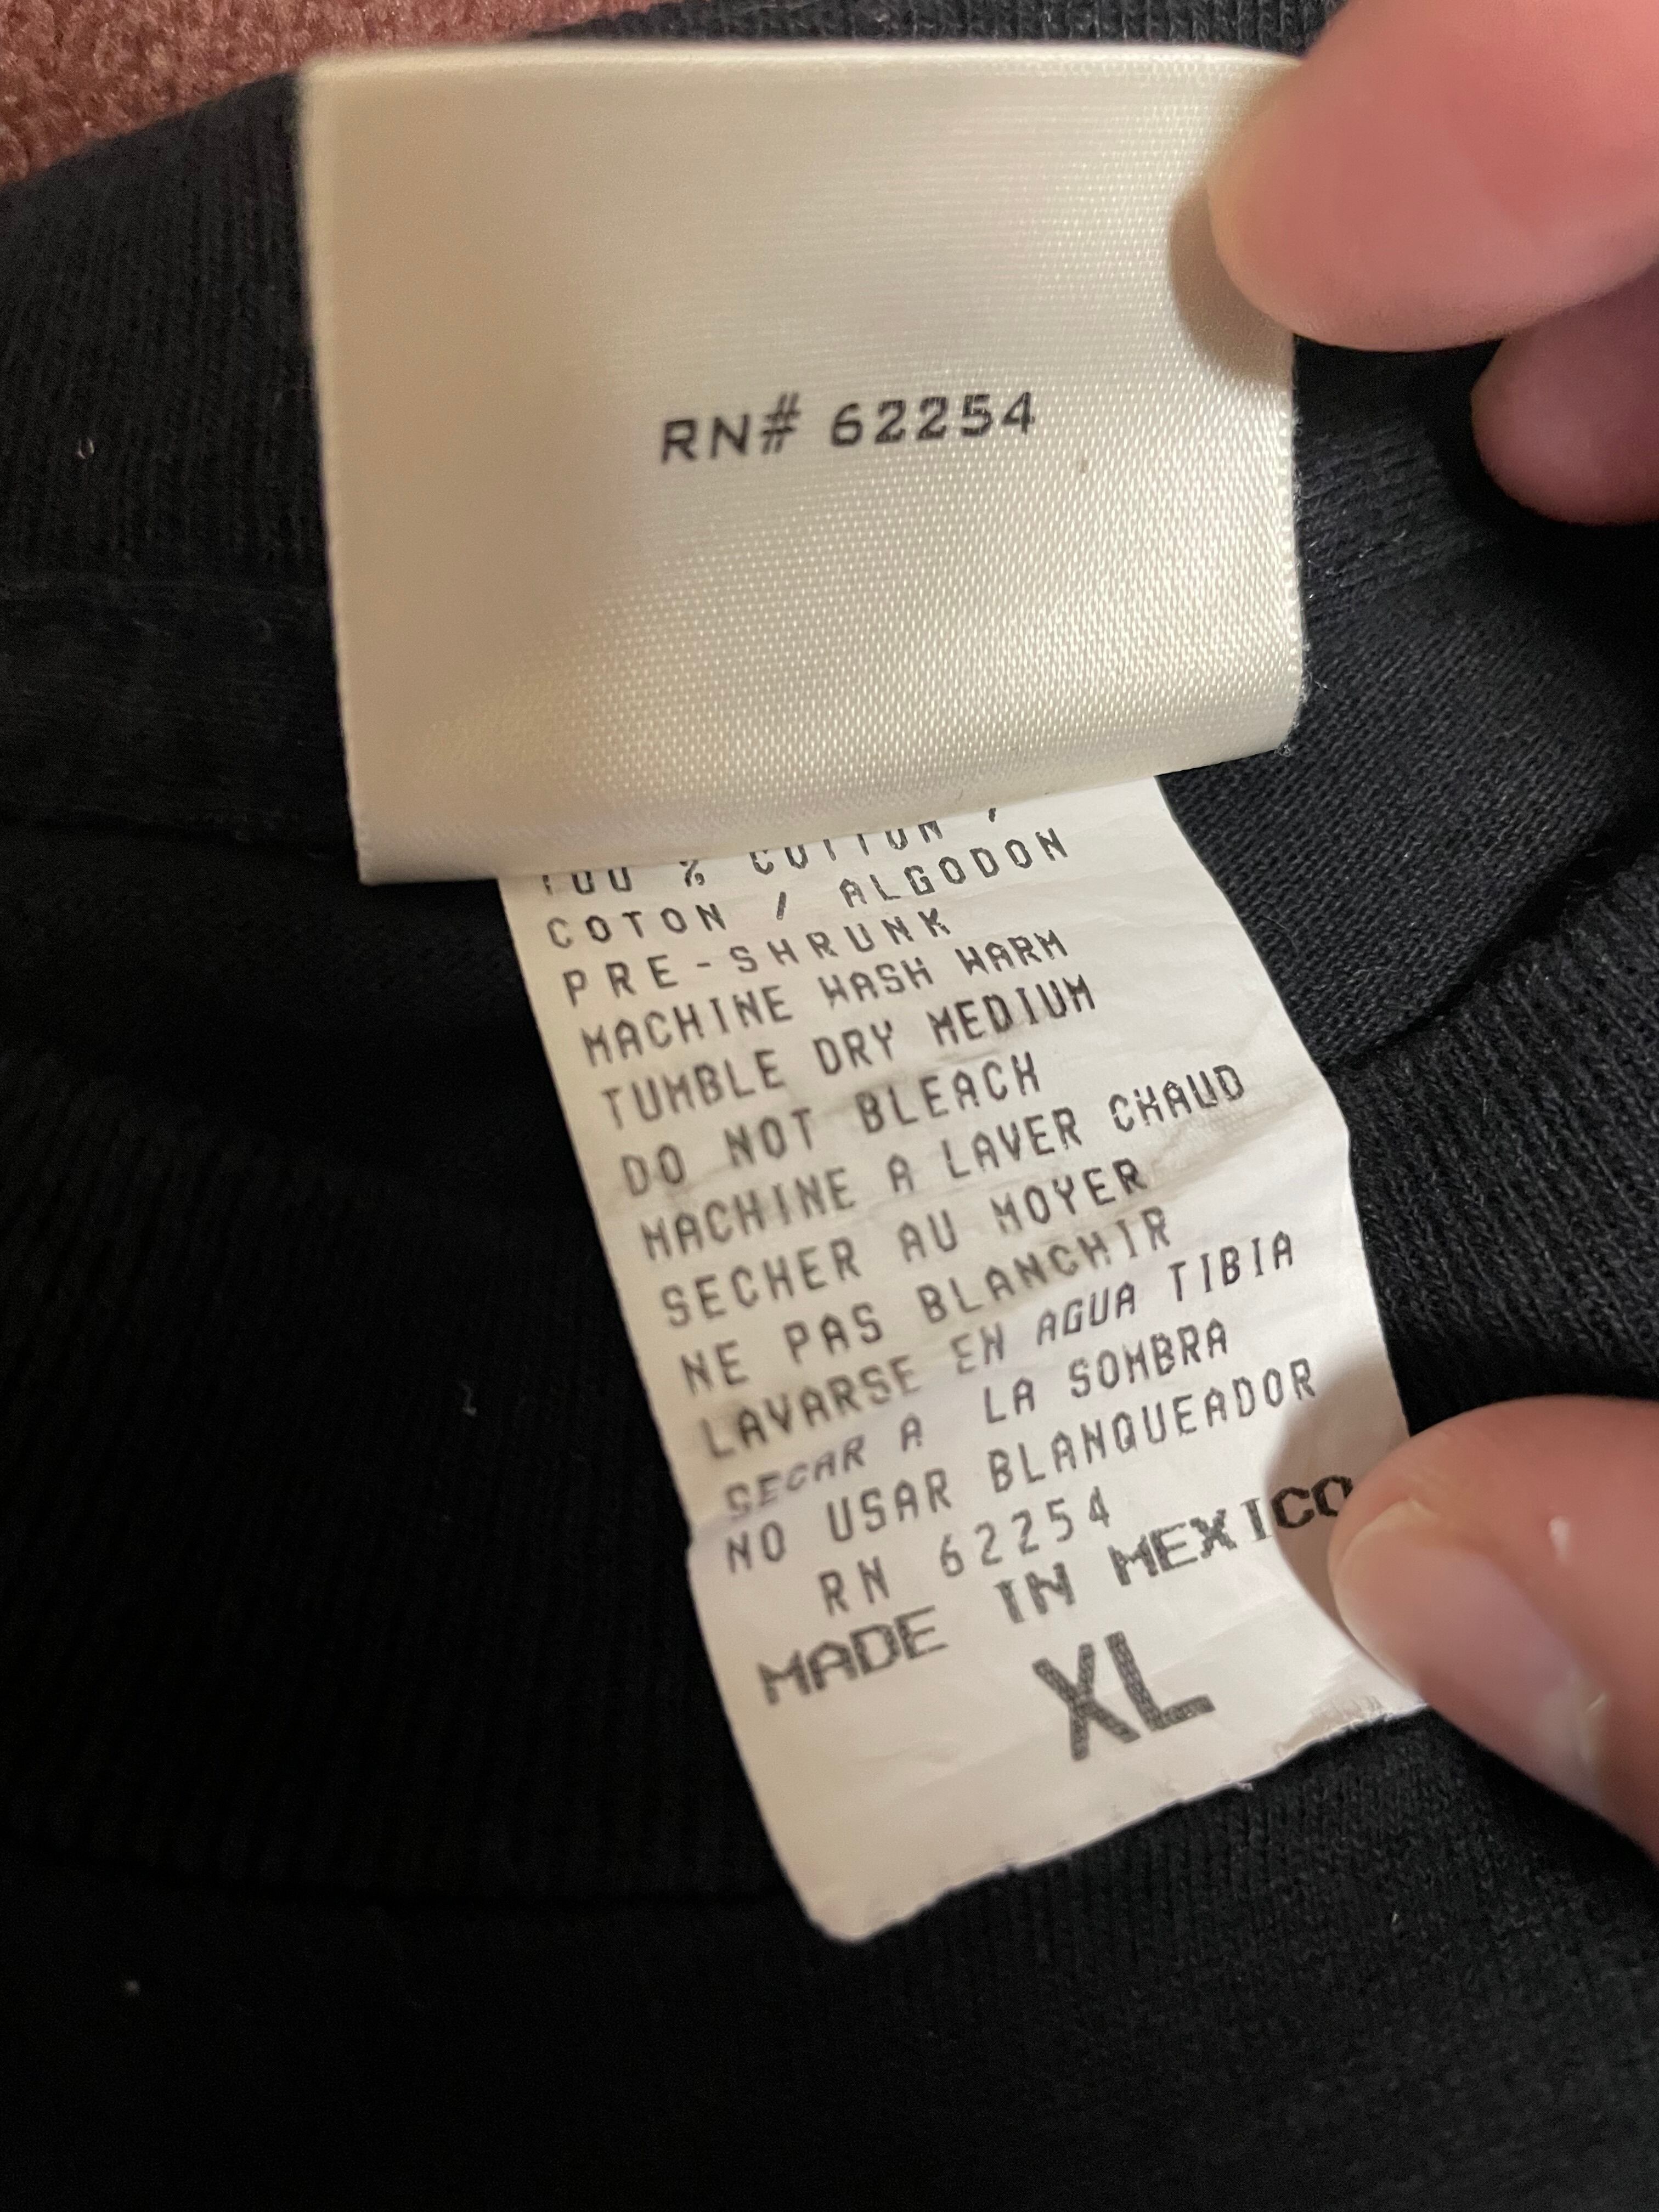 RN# 62254
100 % COTTON /
COTON / ALGODON
PRE-SHRUNK
MACHINE WASH WARM
TUMBLE DRY MEDIUM
DO NOT BLEACH
MACHINE A LAVER CHAUD
SECHER AU MOYER
NE PAS BLANCHIR
LAVARSE EN AGUA TIBIA
SECAR A LA SOMBRA
NO USAR BLANQUEADOR
RN 62254
MADE IN MEXICO
XL